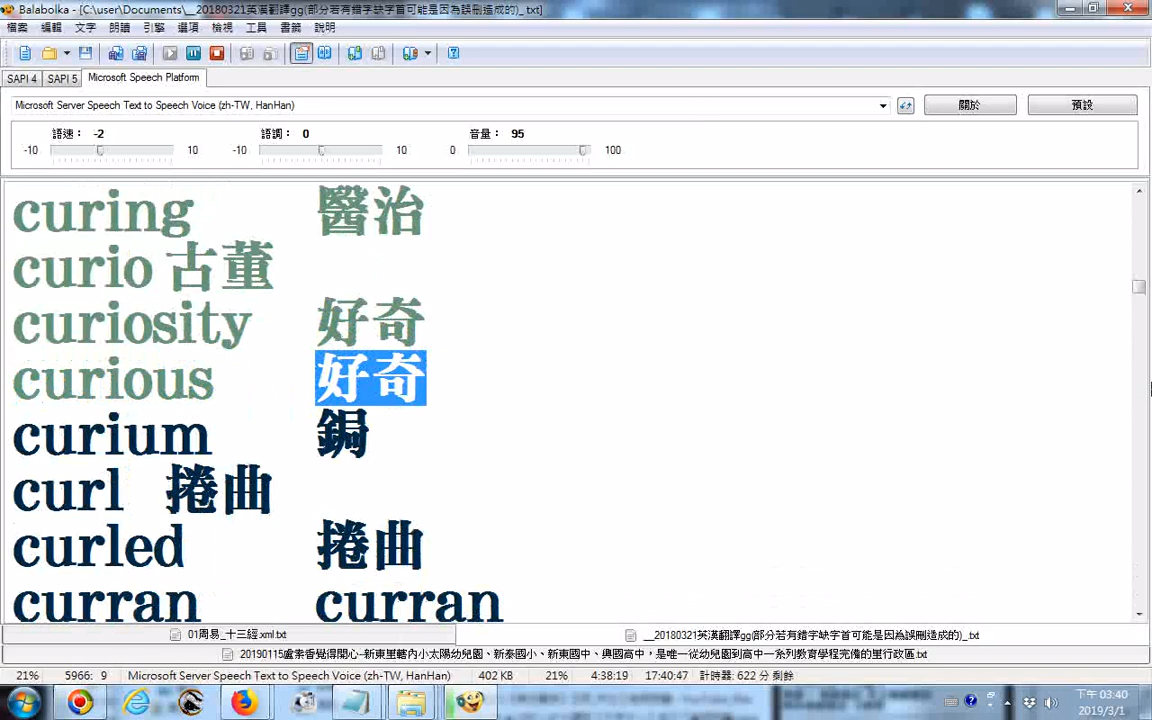 Balabolka - [C:\user\Documents\__20180321英漢翻譯gg(部分若有錯字缺字首可能是因為誤刪造成的)_.txt]
檔案 編輯 文字 朗讀 引擎 選項 檢視 工具 書籤 說明
SAPI 4 SAPI 5 Microsoft Speech Platform
Microsoft Server Speech Text to Speech Voice (zh-TW, HanHan) 關於 預設
語速： -2 語調： 0 音量： 95
-10 10 -10 10 0 100
curing 醫治
curio 古董
curiosity 好奇
curious 好奇
curium 鋦
curl 捲曲
curled 捲曲
curran curran
01周易_十三經.xml.txt __20180321英漢翻譯gg(部分若有錯字缺字首可能是因為誤刪造成的)_.txt
20190115盧素香覺得開心-新東里轄內小太陽幼兒園、新泰國小、新東國中、興國高中，是唯一從幼兒園到高中一系列教育學程完備的里行政區.txt
21% 5966: 9 Microsoft Server Speech Text to Speech Voice (zh-TW, HanHan) 402 KB 21% 4:38:19 17:40:47 計時器: 622 分 剩餘
下午 03:40
2019/3/1